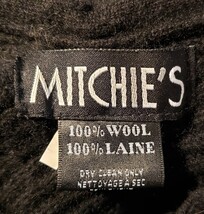 MITCHIE'S
100% WOOL
100% LAINE
DRY CLEAN ONLY
NETTOYAGE A SEC